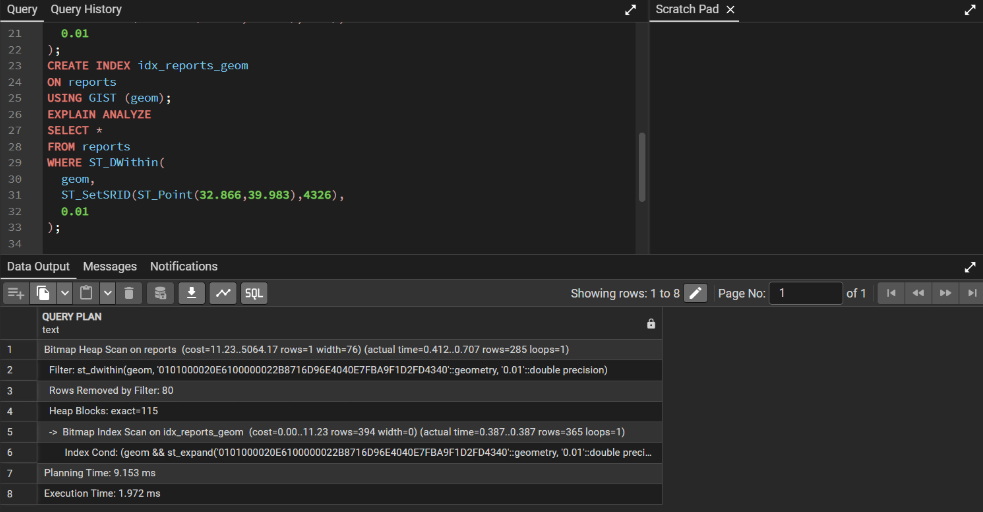 Query Query History
Scratch Pad
21 0.01
22 );
23 CREATE INDEX idx_reports_geom
24 ON reports
25 USING GIST (geom);
26 EXPLAIN ANALYZE
27 SELECT *
28 FROM reports
29 WHERE ST_DWithin(
30 geom,
31 ST_SetSRID(ST_Point(32.866,39.983),4326),
32 0.01
33 );
34
Data Output Messages Notifications
SQL Showing rows: 1 to 8 Page No: 1 of 1
QUERY PLAN
text
1 Bitmap Heap Scan on reports (cost=11.23..5064.17 rows=1 width=76) (actual time=0.412..0.707 rows=285 loops=1)
2 Filter: st_dwithin(geom, '0101000020E6100000022B8716D96E4040E7FBA9F1D2FD4340'::geometry, '0.01'::double precision)
3 Rows Removed by Filter: 80
4 Heap Blocks: exact=115
5 -> Bitmap Index Scan on idx_reports_geom (cost=0.00..11.23 rows=394 width=0) (actual time=0.387..0.387 rows=365 loops=1)
6 Index Cond: (geom && st_expand('0101000020E6100000022B8716D96E4040E7FBA9F1D2FD4340'::geometry, '0.01'::double preci...
7 Planning Time: 9.153 ms
8 Execution Time: 1.972 ms